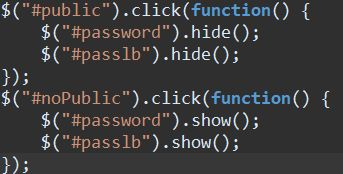 $("#public").click(function() {
    $("#password").hide();
    $("#passlb").hide();
});
$("#noPublic").click(function() {
    $("#password").show();
    $("#passlb").show();
});